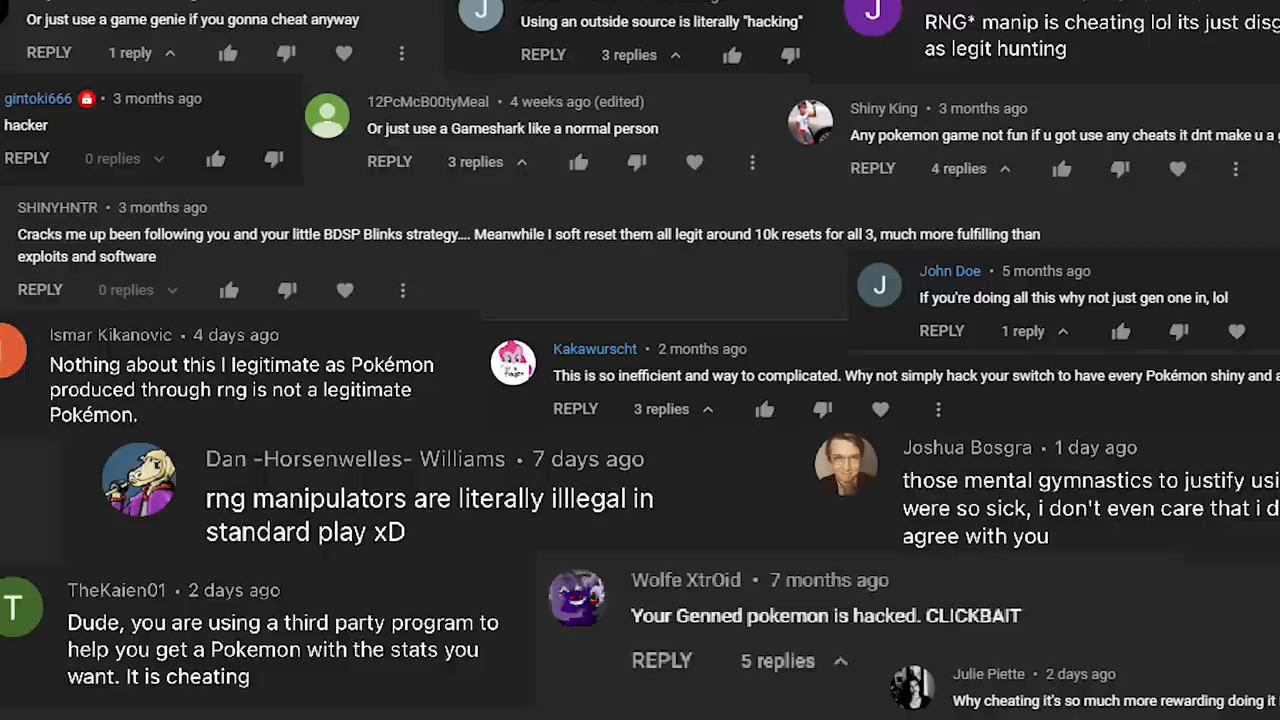 Or just use a game genie if you gonna cheat anyway
REPLY 1 reply
Using an outside source is literally "hacking"
REPLY 3 replies
J
RNG* manip is cheating lol its just
as legit hunting
J
gintoki666 • 3 months ago
hacker
REPLY 0 replies
12PcMcB00tyMeal • 4 weeks ago (edited)
Or just use a Gameshark like a normal person
REPLY 3 replies
Shiny King • 3 months ago
Any pokemon game not fun if u got use any cheats it dnt make u a
REPLY 4 replies
SHINYHNTR • 3 months ago
Cracks me up been following you and your little BDSP Blinks strategy.... Meanwhile I soft reset them all legit around 10k resets for all 3, much more fulfilling than
exploits and software
REPLY 0 replies
J
John Doe • 5 months ago
If you're doing all this why not just gen one in, lol
REPLY 1 reply
Ismar Kikanovic • 4 days ago
Nothing about this I legitimate as Pokémon
produced through rng is not a legitimate
Pokémon.
Kakawurscht • 2 months ago
This is so inefficient and way to complicated. Why not simply hack your switch to have every Pokémon shiny and
REPLY 3 replies
Dan -Horsenwelles- Williams • 7 days ago
rng manipulators are literally illlegal in
standard play xD
Joshua Bosgra • 1 day ago
those mental gymnastics to justify
were so sick, i don't even care that i
agree with you
T
TheKaien01 • 2 days ago
Dude, you are using a third party program to
help you get a Pokemon with the stats you
want. It is cheating
Wolfe XtrOid • 7 months ago
Your Genned pokemon is hacked. CLICKBAIT
REPLY 5 replies
Julie Piette • 2 days ago
Why cheating it's so much more rewarding doing it